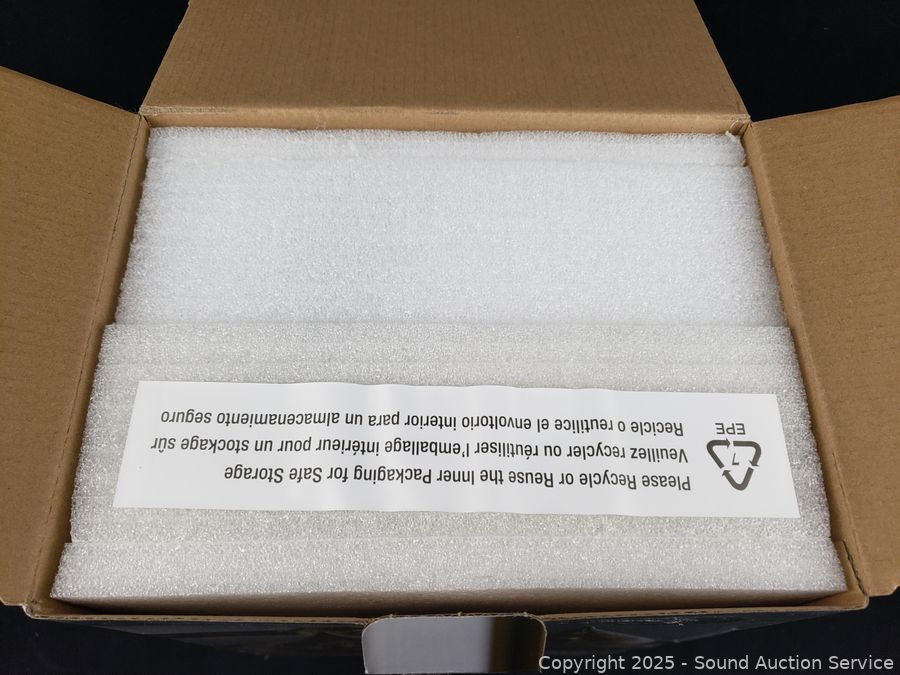 Please Recycle or Reuse the Inner Packaging for Safe Storage
Veuillez recycler ou réutiliser l'emballage intérieur pour un stockage sûr
Recicle o reutilice el envoltorio interior para un almacenamiento seguro
7
EPE
Copyright 2025 - Sound Auction Service